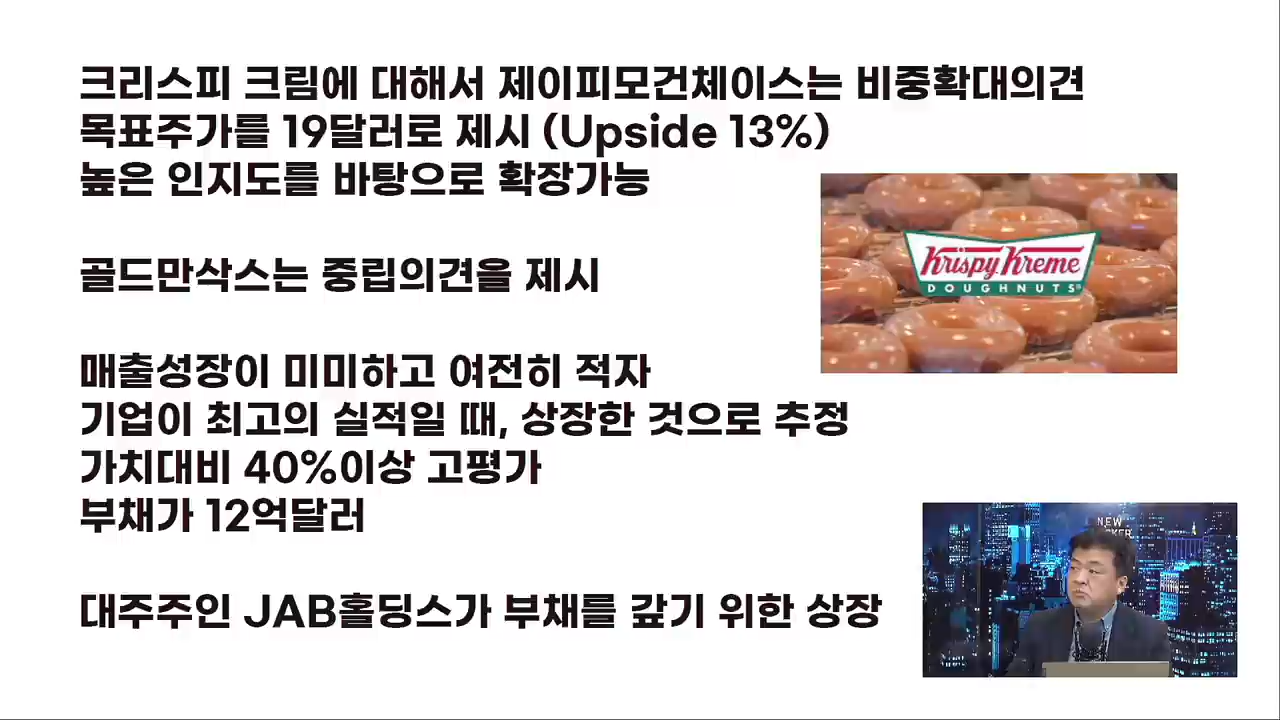 크리스피 크림에 대해서 제이피모건체이스는 비중확대의견
목표주가를 19달러로 제시 (Upside 13%)
높은 인지도를 바탕으로 확장가능
골드만삭스는 중립의견을 제시
매출성장이 미미하고 여전히 적자
기업이 최고의 실적일 때, 상장한 것으로 추정
가치대비 40%이상 고평가
부채가 12억달러
대주주인 JAB홀딩스가 부채를 갚기 위한 상장
Krispy Kreme
DOUGHNUTS
NEW